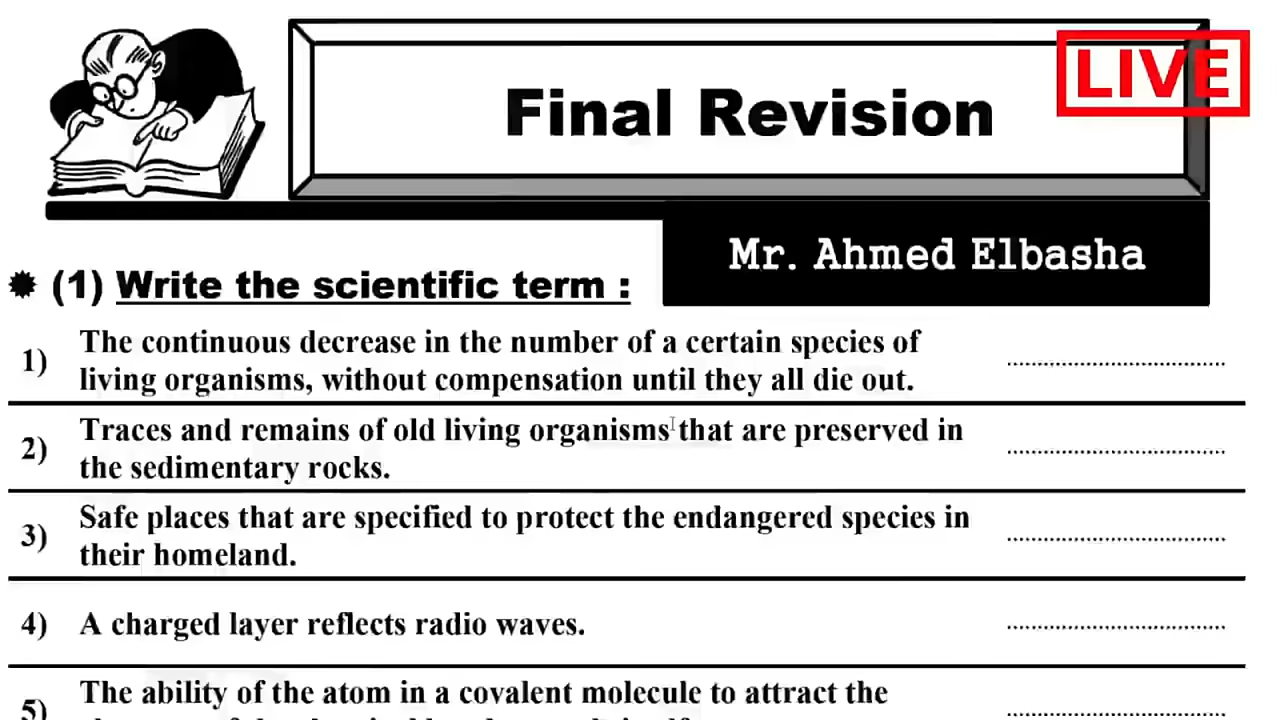 LIVE
Final Revision
Mr. Ahmed Elbasha
(1) Write the scientific term :
1) The continuous decrease in the number of a certain species of
living organisms, without compensation until they all die out.
2) Traces and remains of old living organisms that are preserved in
the sedimentary rocks.
3) Safe places that are specified to protect the endangered species in
their homeland.
4) A charged layer reflects radio waves.
5) The ability of the atom in a covalent molecule to attract the